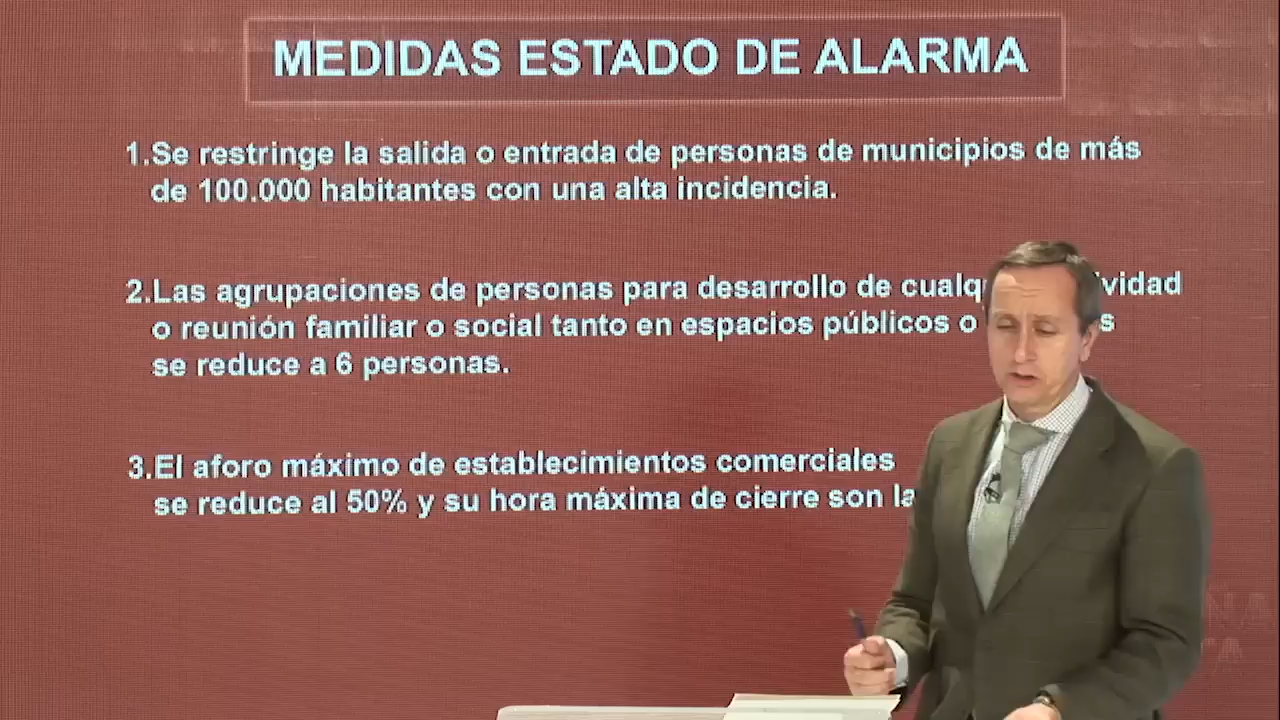 MEDIDAS ESTADO DE ALARMA
1.Se restringe la salida o entrada de personas de municipios de más
de 100.000 habitantes con una alta incidencia.
2.Las agrupaciones de personas para desarrollo de
o reunión familiar o social tanto en espacios públicos o
se reduce a 6 personas.
3.El aforo máximo de establecimientos comerciales
se reduce al 50% y su hora máxima de cierre son